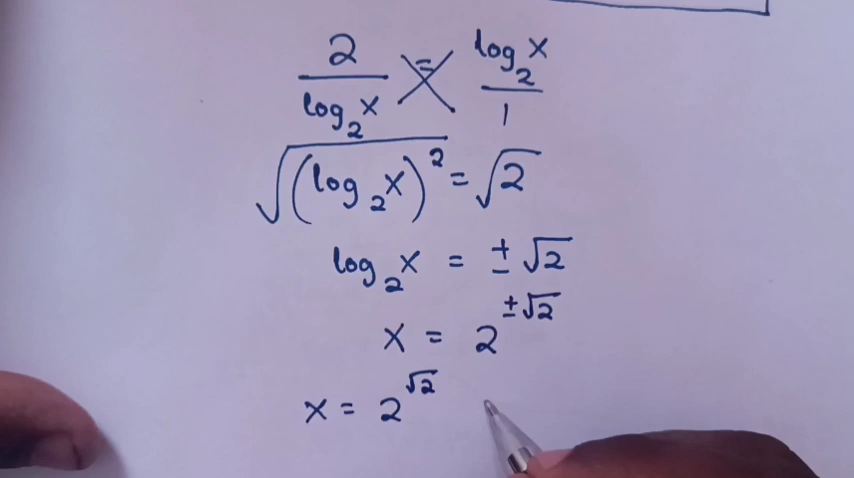 2/log₂x = log₂x/1
√(log₂x)² = √2
log₂x = ±√2
x = 2^±√2
x = 2^√2